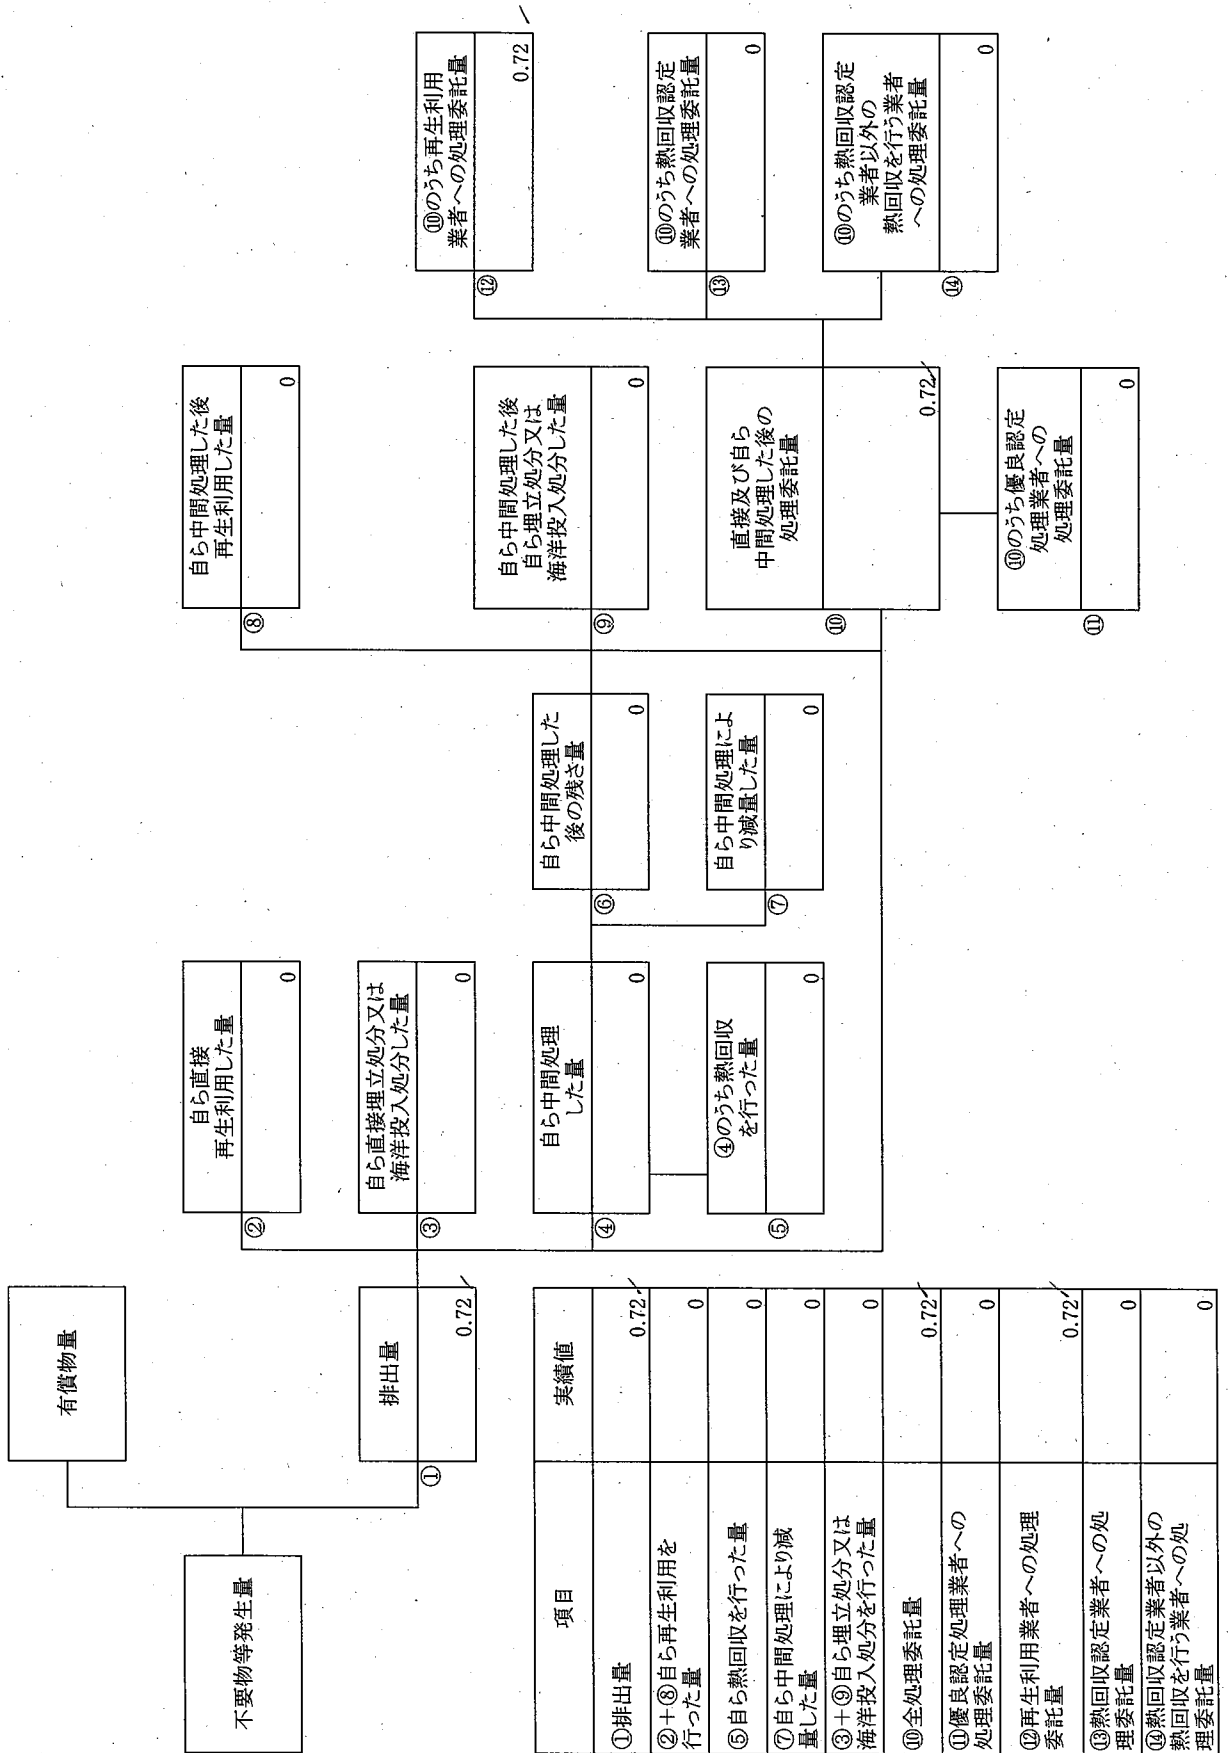 不要物等発生量
有償物量
①
排出量
0.72
②
自ら直接
再生利用した量
0
③
自ら直接埋立処分又は
海洋投入処分した量
0
④
自ら中間処理
した量
0
⑤
④のうち熱回収
を行った量
0
⑥
自ら中間処理した
後の残さ量
0
⑦
自ら中間処理によ
り減量した量
0
⑧
自ら中間処理した後
再生利用した量
0
⑨
自ら中間処理した後
自ら埋立処分又は
海洋投入処分した量
0
⑩
直接及び自ら
中間処理した後の
処理委託量
0.72
⑪
⑩のうち優良認定
処理業者への
処理委託量
0
⑫
⑩のうち再生利用
業者への処理委託量
0.72
⑬
⑩のうち熱回収認定
業者への処理委託量
0
⑭
⑩のうち熱回収認定
業者以外の
熱回収を行う業者
への処理委託量
0
項目 実績値
①排出量 0.72
②+⑧自ら再生利用を
行った量 0
⑤自ら熱回収を行った量 0
⑦自ら中間処理により減
量した量 0
③+⑨自ら埋立処分又は
海洋投入処分を行った量 0
⑩全処理委託量 0.72
⑪優良認定処理業者への
処理委託量 0
⑫再生利用業者への処理
委託量 0.72
⑬熱回収認定業者への処
理委託量 0
⑭熱回収認定業者以外の
熱回収を行う業者への処
理委託量 0